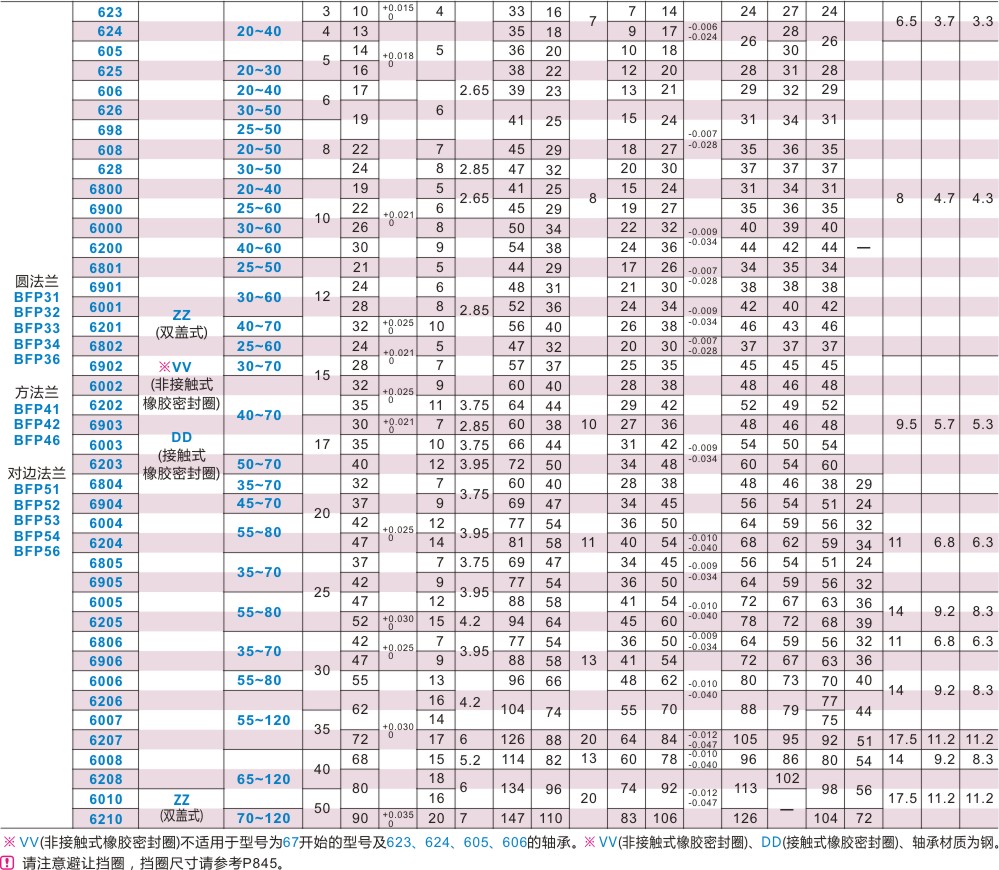 623 3 10 +0.015 0 4 33 16 7 7 14 24 27 24 6.5 3.7 3.3
624 20~40 4 13 35 18 9 17 -0.006 -0.024 26 28 26
605 5 14 +0.018 0 5 36 20 10 18 30
625 20~30 16 38 22 12 20 28 31 28
606 20~40 6 17 2.65 39 23 13 21 29 32 29
626 30~50 19 6 41 25 15 24 31 34 31
698 25~50 -0.007 -0.028
608 20~50 8 22 7 45 29 18 27 35 36 35
628 30~50 24 8 2.85 47 32 20 30 37 37 37
6800 20~40 19 5 2.65 41 25 8 15 24 31 34 31 8 4.7 4.3
6900 25~60 10 22 +0.021 0 6 45 29 19 27 35 36 35
6000 30~60 26 8 50 34 22 32 -0.009 -0.034 40 39 40
6200 40~60 30 9 54 38 24 36 44 42 44 —
6801 25~50 21 5 44 29 17 26 -0.007 -0.028 34 35 34
6901 30~60 12 24 6 48 31 21 30 38 38 38
6001 28 8 2.85 52 36 24 34 -0.009 -0.034 42 40 42
6201 40~70 32 +0.025 0 10 56 40 26 38 46 43 46
6802 25~60 24 +0.021 0 5 47 32 20 30 -0.007 -0.028 37 37 37
6902 30~70 15 28 7 57 37 25 35 45 45 45
6002 40~70 32 +0.025 0 9 60 40 28 38 48 46 48
6202 35 11 3.75 64 44 29 42 52 49 52
6903 30 +0.021 0 7 2.85 60 38 10 27 36 48 46 48 9.5 5.7 5.3
6003 17 35 10 3.75 66 44 31 42 -0.009 -0.034 54 50 54
6203 50~70 40 12 3.95 72 50 34 48 60 54 60
6804 35~70 20 32 7 3.75 60 40 28 38 48 46 38 29
6904 45~70 37 9 69 47 34 45 56 54 51 24
6004 55~80 42 +0.025 0 12 3.95 77 54 36 50 64 59 56 32
6204 47 14 81 58 11 40 54 -0.010 -0.040 68 62 59 34 11 6.8 6.3
6805 35~70 25 37 7 3.75 69 47 34 45 -0.009 -0.034 56 54 51 24
6905 42 9 3.95 77 54 36 50 64 59 56 32
6005 55~80 47 12 88 58 41 54 -0.010 -0.040 72 67 63 36 14 9.2 8.3
6205 52 +0.030 0 15 4.2 94 64 45 60 78 72 68 39
6806 35~70 30 42 +0.025 0 7 3.95 77 54 36 50 -0.009 -0.034 64 59 56 32 11 6.8 6.3
6906 47 9 88 58 13 41 54 72 67 63 36
6006 55~80 55 13 96 66 48 62 -0.010 -0.040 80 73 70 40 14 9.2 8.3
6206 55~120 62 16 4.2 104 74 55 70 88 79 77 44
6007 35 +0.030 0 14 75
6207 72 17 6 126 88 20 64 84 -0.012 -0.047 105 95 92 51 17.5 11.2 11.2
6008 65~120 40 68 15 5.2 114 82 13 60 78 -0.010 -0.040 96 86 80 54 14 9.2 8.3
6208 80 18 6 134 96 20 74 92 -0.012 -0.047 113 102 98 56 17.5 11.2 11.2
6010 50 16 —
6210 70~120 90 +0.035 0 20 7 147 110 83 106 126 104 72
圆法兰
BFP31
BFP32
BFP33
BFP34
BFP36
方法兰
BFP41
BFP42
BFP46
对边法兰
BFP51
BFP52
BFP53
BFP54
BFP56
ZZ
(双盖式)
※VV
(非接触式
橡胶密封圈)
DD
(接触式
橡胶密封圈)
ZZ
(双盖式)
※ VV(非接触式橡胶密封圈)不适用于型号为67开始的型号及623、624、605、606的轴承。※ VV(非接触式橡胶密封圈)、DD(接触式橡胶密封圈)、轴承材质为钢。
! 请注意避让挡圈，挡圈尺寸请参考P845。